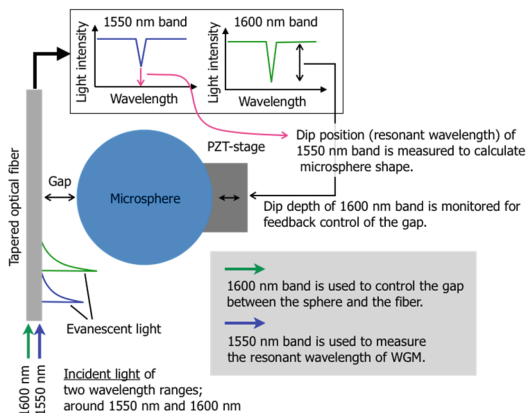 1550 nm band
1600 nm band
Light intensity
Wavelength
Light intensity
Wavelength
Dip position (resonant wavelength) of
1550 nm band is measured to calculate
microsphere shape.
PZT-stage
Tapered optical fiber
Gap
Microsphere
Dip depth of 1600 nm band is monitored for
feedback control of the gap.
Evanescent light
1600 nm band is used to control the gap
between the sphere and the fiber.
1550 nm band is used to measure
the resonant wavelength of WGM.
1600 nm
1550 nm
Incident light of
two wavelength ranges;
around 1550 nm and 1600 nm